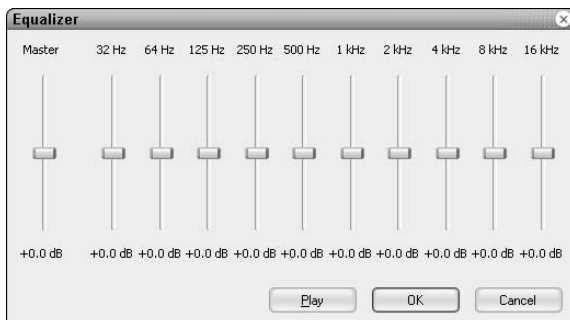 Equalizer
Master 32 Hz 64 Hz 125 Hz 250 Hz 500 Hz 1 kHz 2 kHz 4 kHz 8 kHz 16 kHz
+0.0 dB +0.0 dB +0.0 dB +0.0 dB +0.0 dB +0.0 dB +0.0 dB +0.0 dB +0.0 dB +0.0 dB +0.0 dB
Play OK Cancel